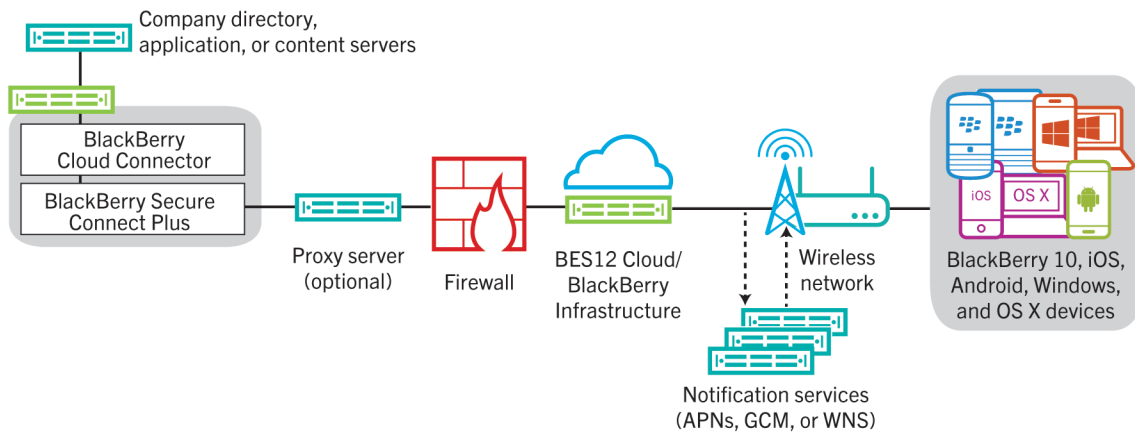 Company directory,
application, or content servers
BlackBerry
Cloud Connector
BlackBerry Secure
Connect Plus
Proxy server
(optional)
Firewall
BES12 Cloud/
BlackBerry
Infrastructure
Wireless
network
Notification services
(APNs, GCM, or WNS)
iOS
OS X
BlackBerry 10, iOS,
Android, Windows,
and OS X devices